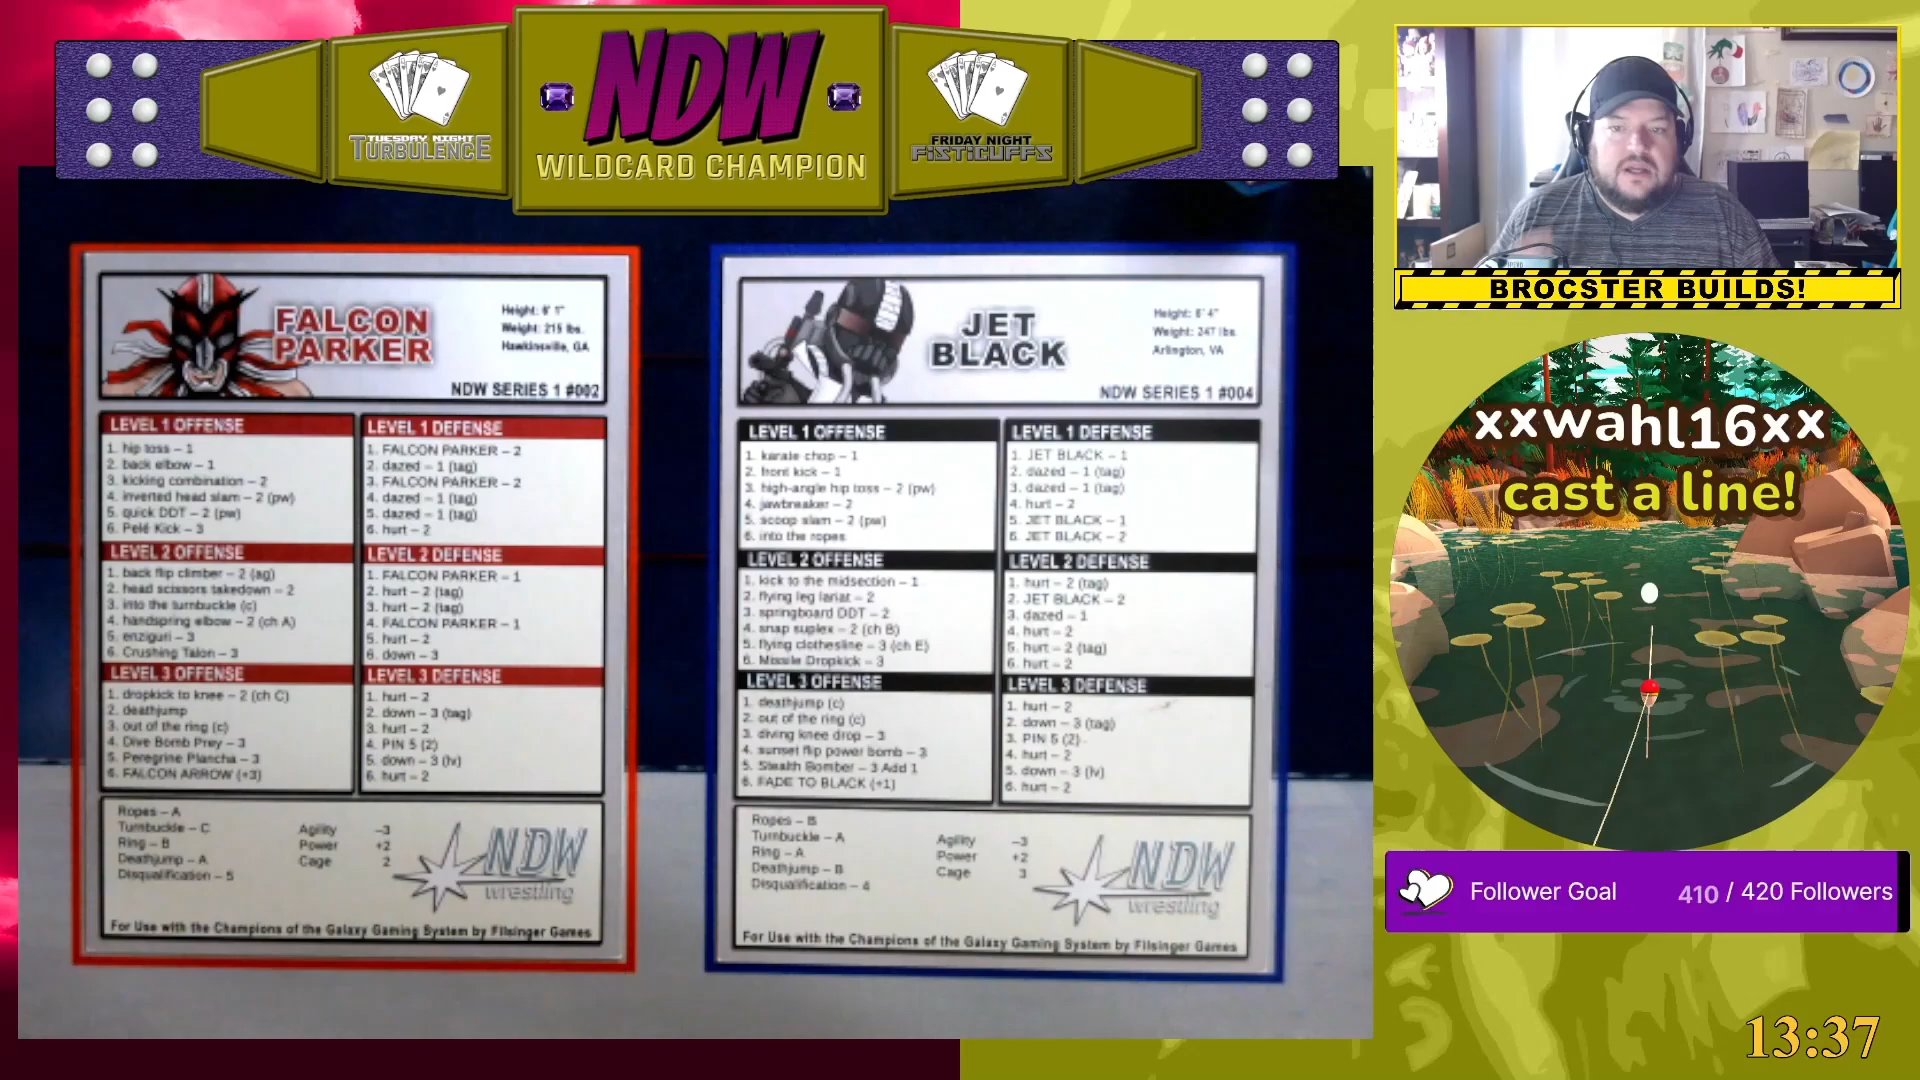 NDW
WILDCARD CHAMPION
TUESDAY NIGHT
TURBULENCE
FRIDAY NIGHT
FISTICUFFS
FALCON
PARKER
Height: 6' 1"
Weight: 215 lbs.
Hawkinsville, GA
NDW SERIES 1 #002
LEVEL 1 OFFENSE
1. hip toss – 1
2. back elbow – 1
3. kicking combination – 2
4. inverted head slam – 2 (pw)
5. quick DDT – 2 (pw)
6. Pelé Kick – 3
LEVEL 1 DEFENSE
1. FALCON PARKER – 2
2. dazed – 1 (tag)
3. FALCON PARKER – 2
4. dazed – 1 (tag)
5. dazed – 1 (tag)
6. hurt – 2
LEVEL 2 OFFENSE
1. back flip climber – 2 (ag)
2. head scissors takedown – 2
3. into the turnbuckle (c)
4. handspring elbow – 2 (ch A)
5. enziguri – 3
6. Crushing Talon – 3
LEVEL 2 DEFENSE
1. FALCON PARKER – 1
2. hurt – 2 (tag)
3. hurt – 2 (tag)
4. FALCON PARKER – 1
5. hurt – 2
6. down – 3
LEVEL 3 OFFENSE
1. dropkick to knee – 2 (ch C)
2. deathjump
3. out of the ring (c)
4. Dive Bomb Prey – 3
5. Peregrine Plancha – 3
6. FALCON ARROW (+3)
LEVEL 3 DEFENSE
1. hurt – 2
2. down – 3 (tag)
3. hurt – 2
4. PIN 5 (2)
5. down – 3 (lv)
6. hurt – 2
Ropes – A
Turnbuckle – C
Ring – B
Deathjump – A
Disqualification – 5
Agility –3
Power +2
Cage 2
NDW
wrestling
For Use with the Champions of the Galaxy Gaming System by Filsinger Games
JET
BLACK
Height: 6' 4"
Weight: 247 lbs.
Arlington, VA
NDW SERIES 1 #004
LEVEL 1 OFFENSE
1. karate chop – 1
2. front kick – 1
3. high-angle hip toss – 2 (pw)
4. jawbreaker – 2
5. scoop slam – 2 (pw)
6. into the ropes
LEVEL 1 DEFENSE
1. JET BLACK – 1
2. dazed – 1 (tag)
3. dazed – 1 (tag)
4. hurt – 2
5. JET BLACK – 1
6. JET BLACK – 2
LEVEL 2 OFFENSE
1. kick to the midsection – 1
2. flying leg lariat – 2
3. springboard DDT – 2
4. snap suplex – 2 (ch B)
5. flying clothesline – 3 (ch E)
6. Missile Dropkick – 3
LEVEL 2 DEFENSE
1. hurt – 2 (tag)
2. JET BLACK – 2
3. dazed – 1
4. hurt – 2
5. hurt – 2 (tag)
6. hurt – 2
LEVEL 3 OFFENSE
1. deathjump (c)
2. out of the ring (c)
3. diving knee drop – 3
4. sunset flip power bomb – 3
5. Stealth Bomber – 3 Add 1
6. FADE TO BLACK (+1)
LEVEL 3 DEFENSE
1. hurt – 2
2. down – 3 (tag)
3. PIN 5 (2)
4. hurt – 2
5. down – 3 (lv)
6. hurt – 2
Ropes – B
Turnbuckle – A
Ring – A
Deathjump – B
Disqualification – 4
Agility –3
Power +2
Cage 3
NDW
wrestling
For Use with the Champions of the Galaxy Gaming System by Filsinger Games
BROCSTER BUILDS!
xxwahl16xx
cast a line!
Follower Goal 410 / 420 Followers
13:37